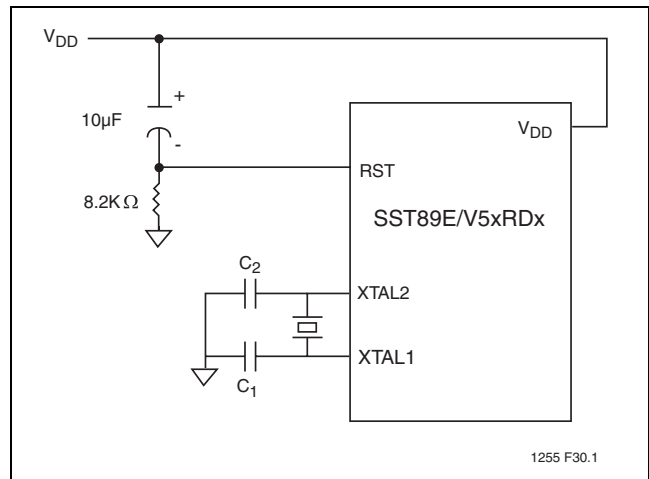 VDD
+
10µF
-
VDD
RST
8.2KΩ
SST89E/V5xRDx
C2
XTAL2
XTAL1
C1
1255 F30.1